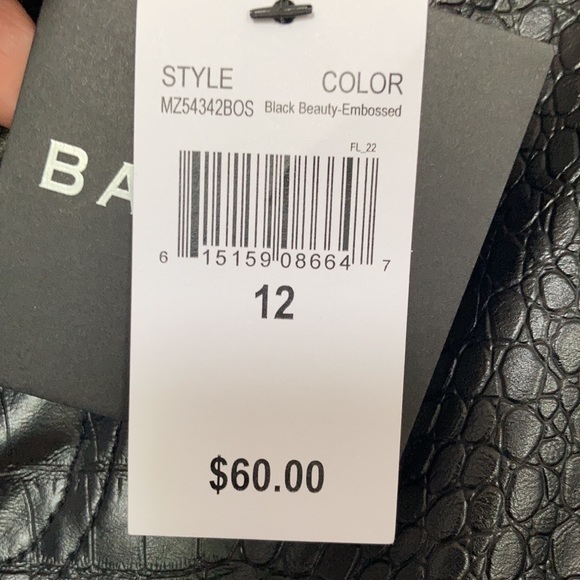 STYLE COLOR
MZ54342BOS Black Beauty-Embossed
FL_22
6 15159 08664 7
12
$60.00
BA